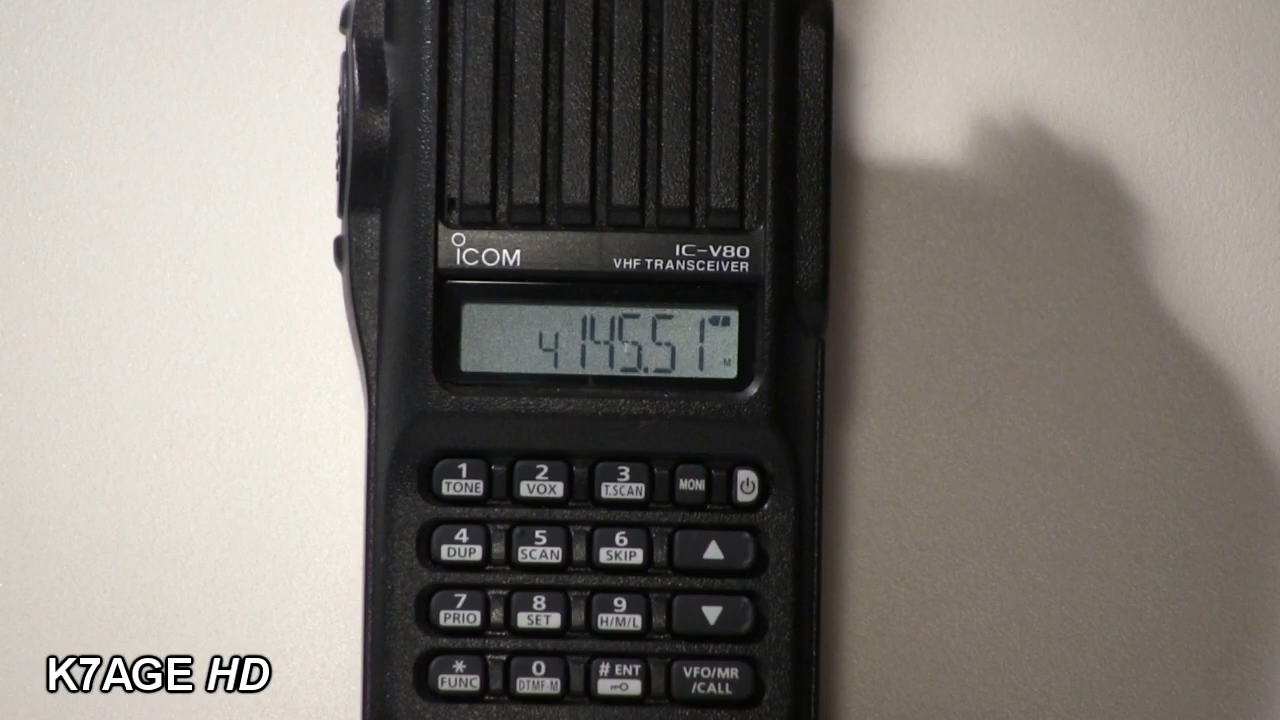 ICOM
IC-V80
VHF TRANSCEIVER
4 145.51
M
1 2 3 MONI
TONE VOX T.SCAN
4 5 6 ▲
DUP SCAN SKIP
7 8 9 ▼
PRIO SET H/M/L
* 0 # ENT VFO/MR
FUNC DTMF-M /CALL
K7AGE HD